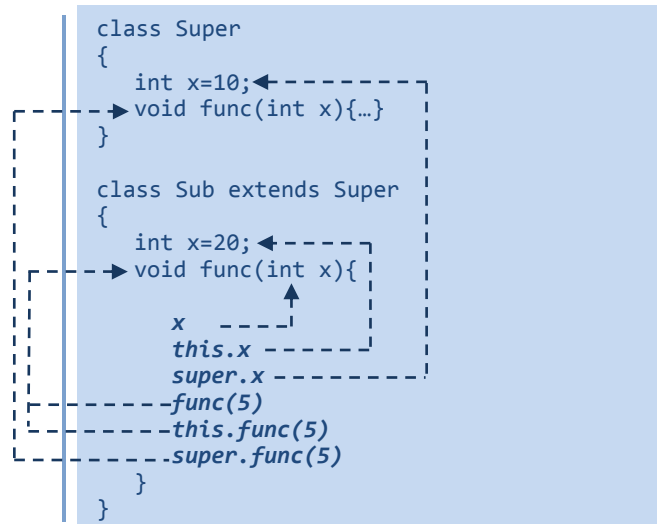 class Super
{
int x=10;
void func(int x){…}
}
class Sub extends Super
{
int x=20;
void func(int x){
x
this.x
super.x
func(5)
this.func(5)
super.func(5)
}
}